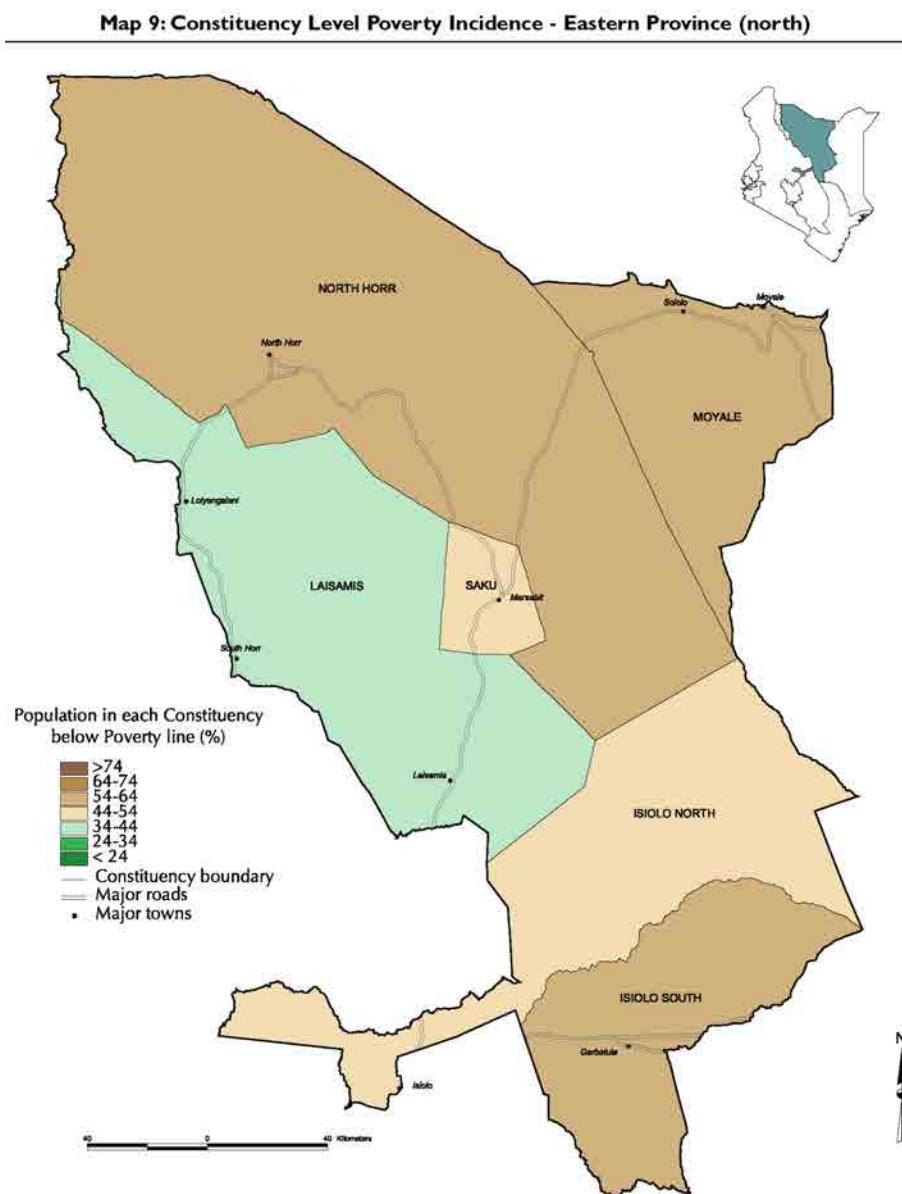 Map 9: Constituency Level Poverty Incidence - Eastern Province (north)
NORTH HORR
Sololo
Moyale
North Horr
MOYALE
Loiyangalani
LAISAMIS
SAKU
Marsabit
South Horr
Population in each Constituency
below Poverty line (%)
>74
64-74
54-64
44-54
34-44
24-34
< 24
Constituency boundary
Major roads
Major towns
Laisamis
ISIOLO NORTH
ISIOLO SOUTH
Garbatula
Isiolo
N
40 0 40 Kilometers